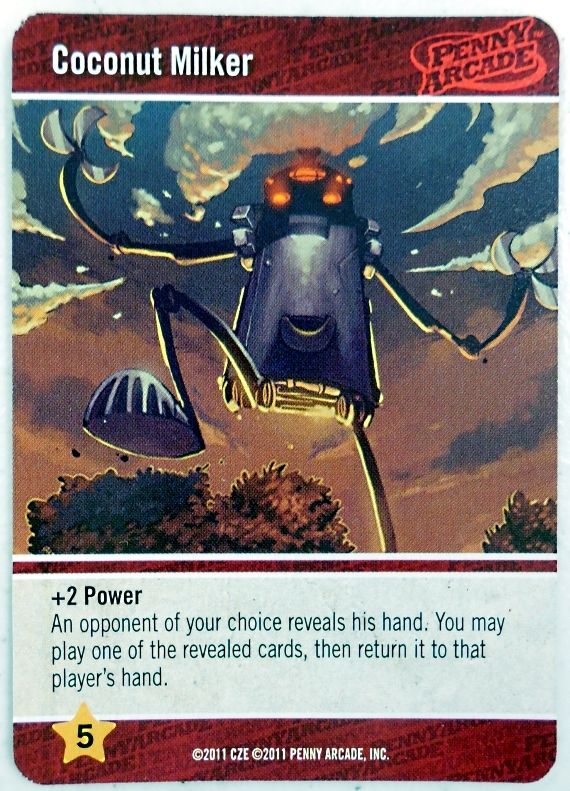 Coconut Milker
PENNY
ARCADE
+2 Power
An opponent of your choice reveals his hand. You may
play one of the revealed cards, then return it to that
player's hand.
5
©2011 CZE ©2011 PENNY ARCADE, INC.